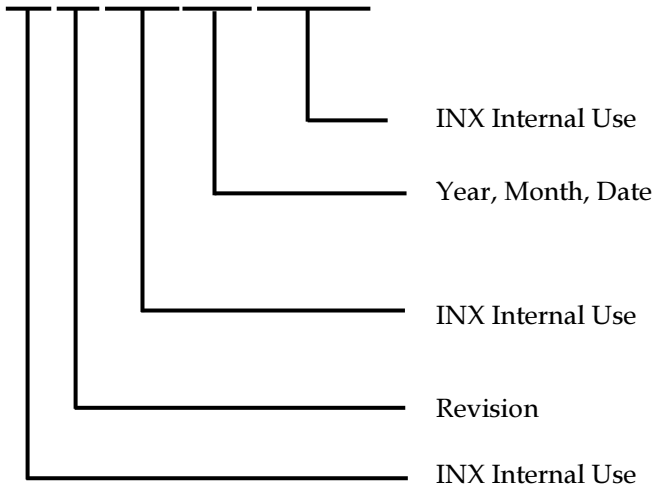 INX Internal Use
Year, Month, Date
INX Internal Use
Revision
INX Internal Use